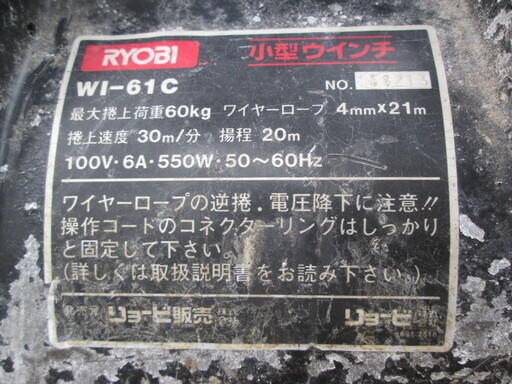 RYOBI 小型ウインチ
WI-61C NO.
最大捲上荷重60kg ワイヤーロープ 4mm×21m
捲上速度 30m/分 揚程 20m
100V・6A・550W・50〜60Hz
ワイヤーロープの逆捲．電圧降下に注意!!
操作コードのコネクターリングはしっかり
と固定して下さい。
(詳しくは取扱説明書をお読み下さい。)
発売元 リョービ販売 リョービ